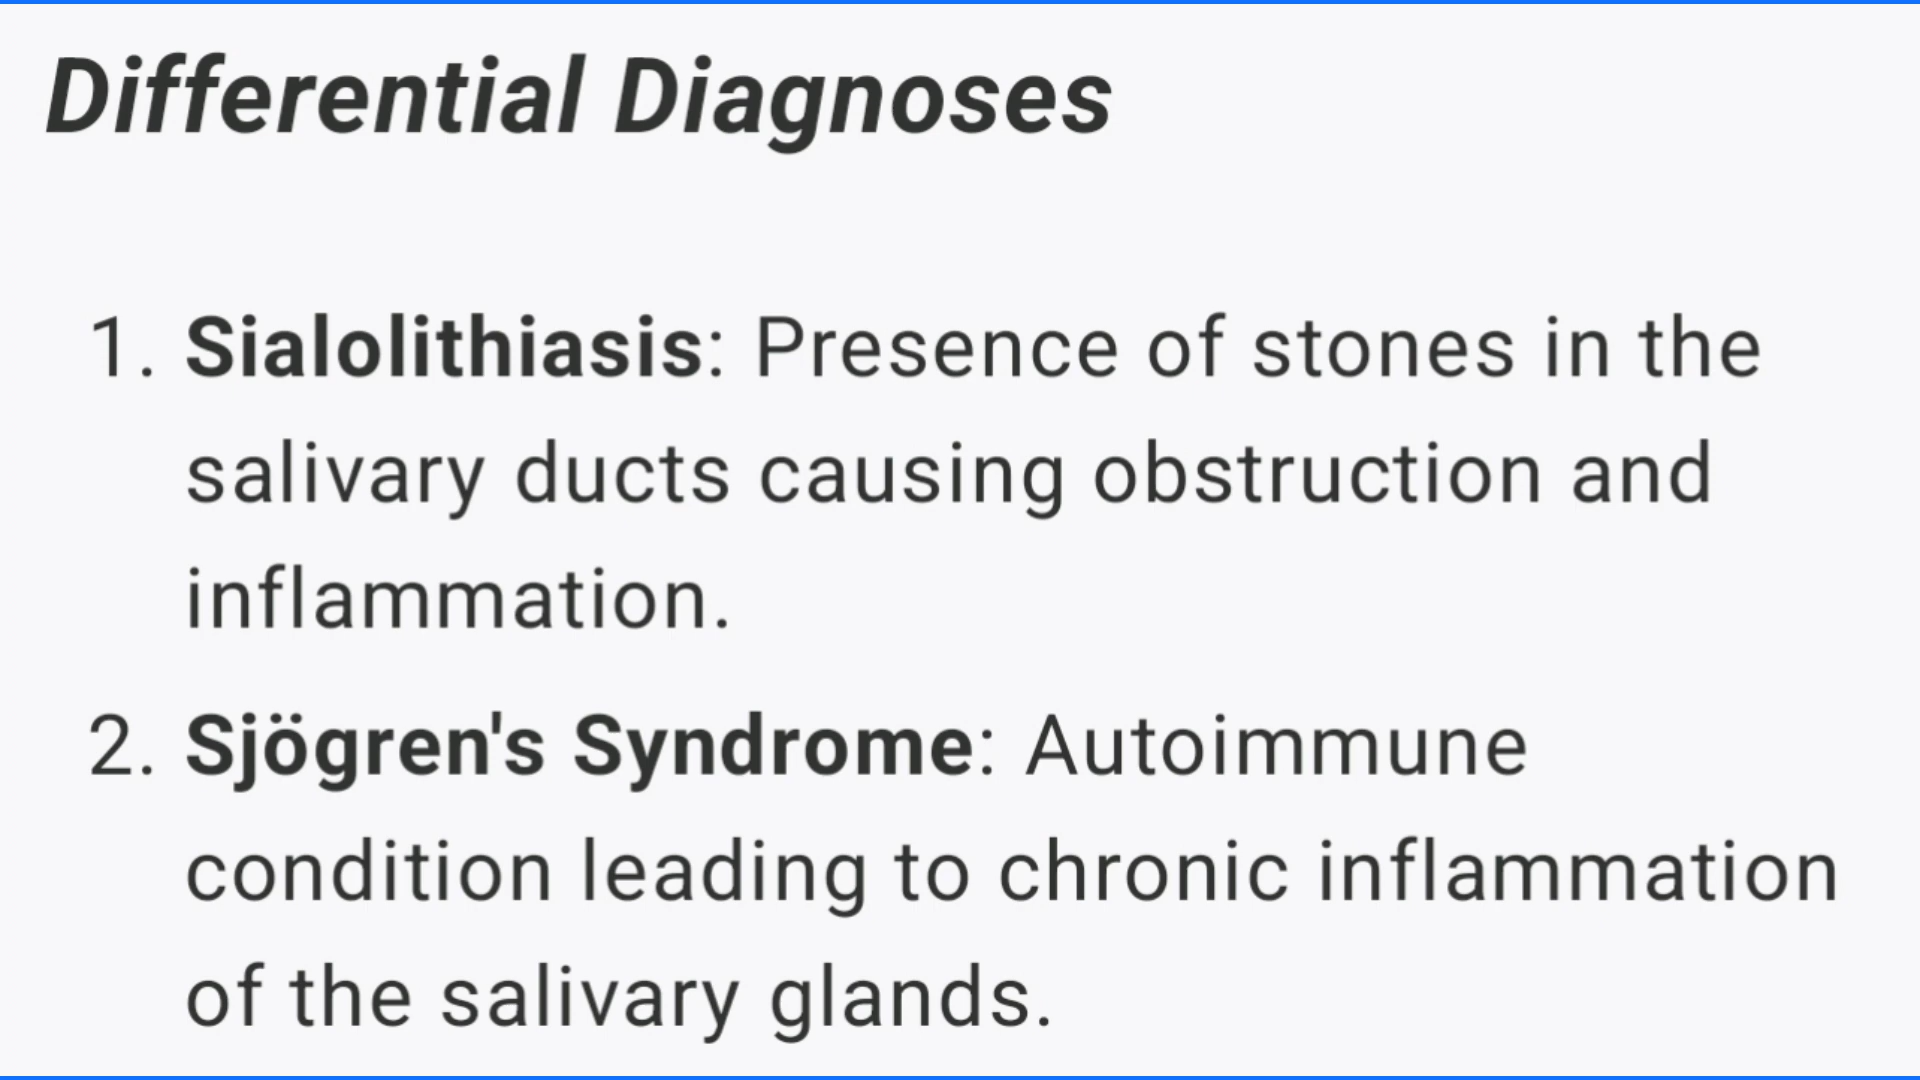 Differential Diagnoses
1. Sialolithiasis: Presence of stones in the
salivary ducts causing obstruction and
inflammation.
2. Sjögren's Syndrome: Autoimmune
condition leading to chronic inflammation
of the salivary glands.